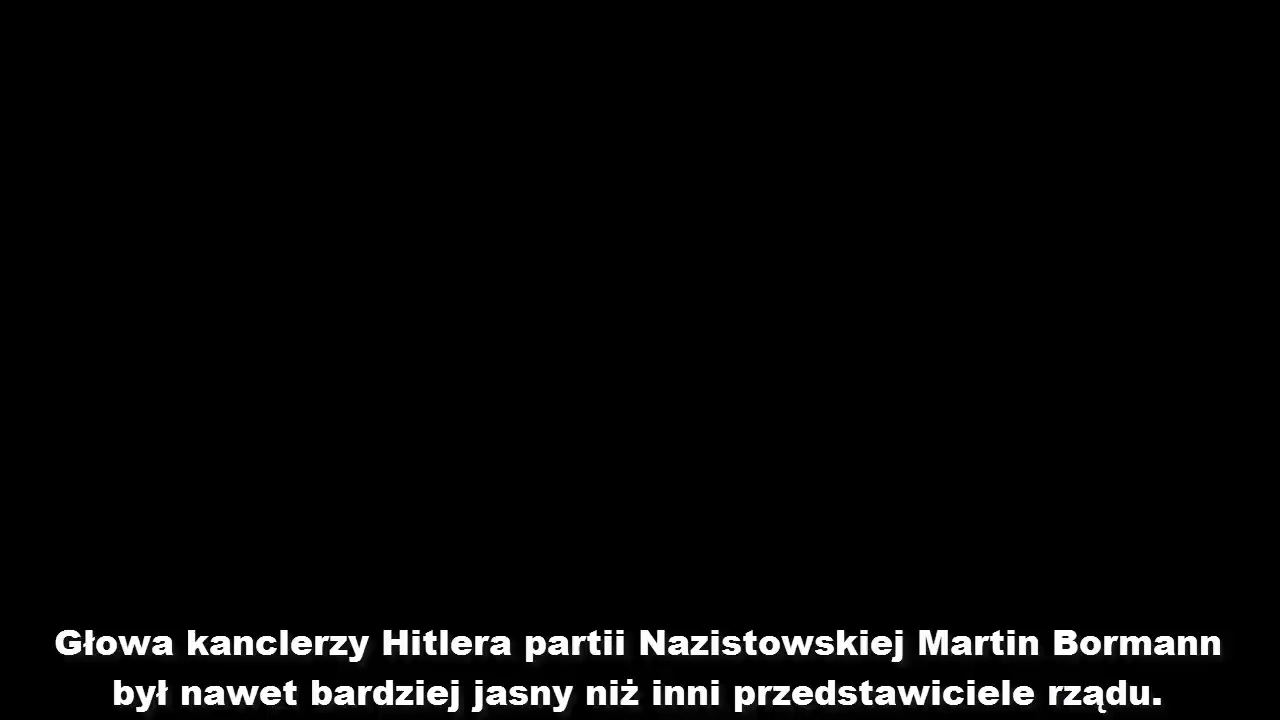 Głowa kanclerzy Hitlera partii Nazistowskiej Martin Bormann
był nawet bardziej jasny niż inni przedstawiciele rządu.